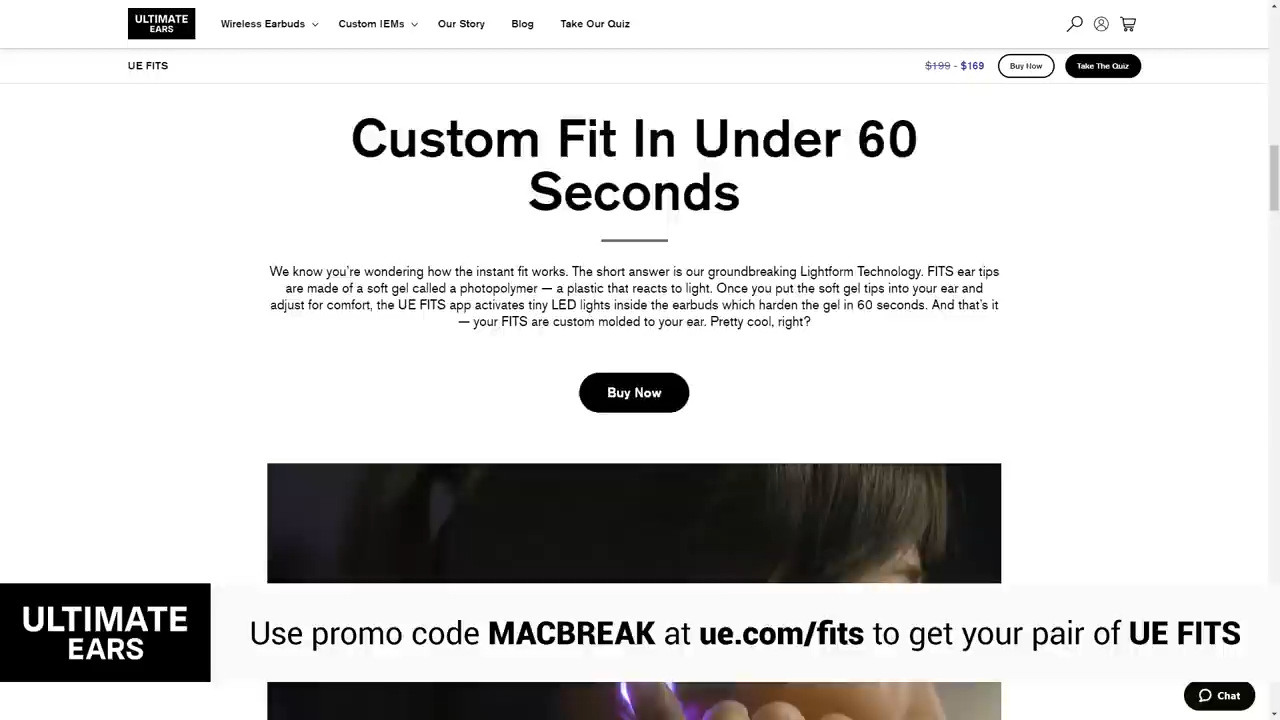 ULTIMATE
EARS
Wireless Earbuds
Custom IEMs
Our Story
Blog
Take Our Quiz
UE FITS
$199 - $169
Buy Now
Take The Quiz
Custom Fit In Under 60
Seconds
We know you're wondering how the instant fit works. The short answer is our groundbreaking Lightform Technology. FITS ear tips
are made of a soft gel called a photopolymer — a plastic that reacts to light. Once you put the soft gel tips into your ear and
adjust for comfort, the UE FITS app activates tiny LED lights inside the earbuds which harden the gel in 60 seconds. And that's it
— your FITS are custom molded to your ear. Pretty cool, right?
Buy Now
ULTIMATE
EARS
Use promo code MACBREAK at ue.com/fits to get your pair of UE FITS
Chat